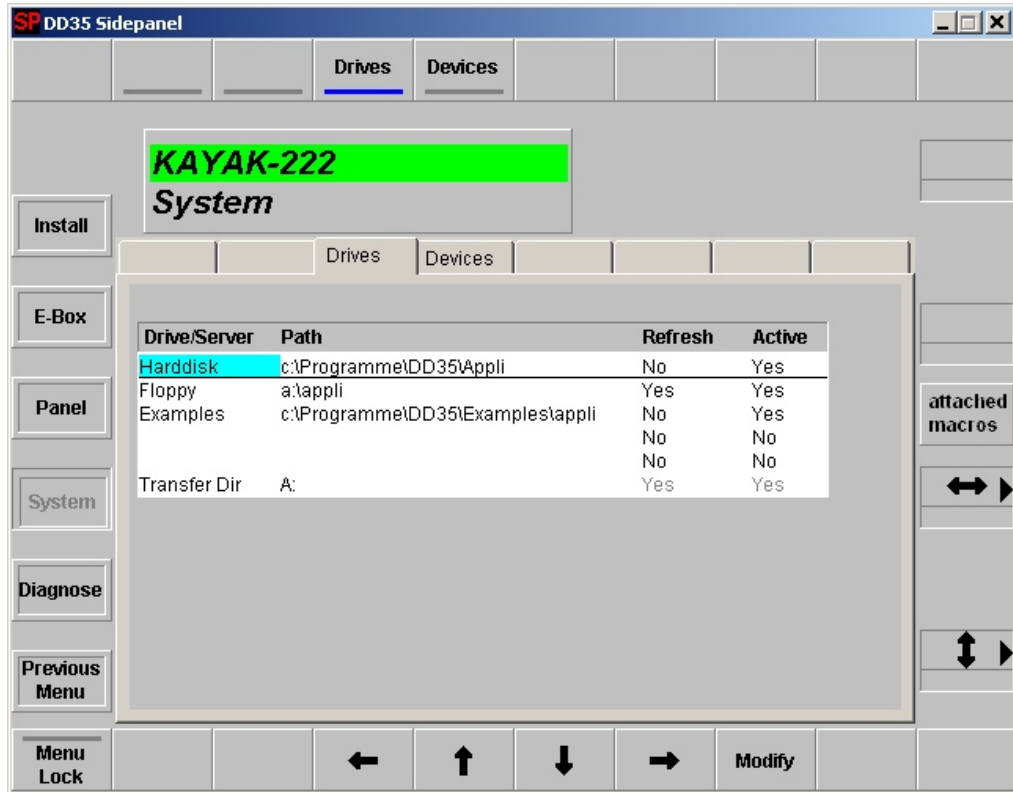 SP DD35 Sidepanel
Drives Devices
KAYAK-222
System
Install
E-Box
Panel
System
Diagnose
Previous
Menu
Drives Devices
Drive/Server Path Refresh Active
Harddisk c:\Programme\DD35\Appli No Yes
Floppy a:\appli Yes Yes
Examples c:\Programme\DD35\Examples\appli No Yes
No No
No No
Transfer Dir A: Yes Yes
attached
macros
Menu
Lock
Modify